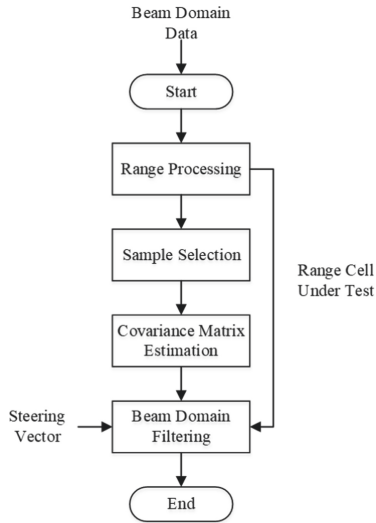 Beam Domain
Data
Start
Range Processing
Sample Selection
Range Cell
Under Test
Covariance Matrix
Estimation
Steering
Vector
Beam Domain
Filtering
End